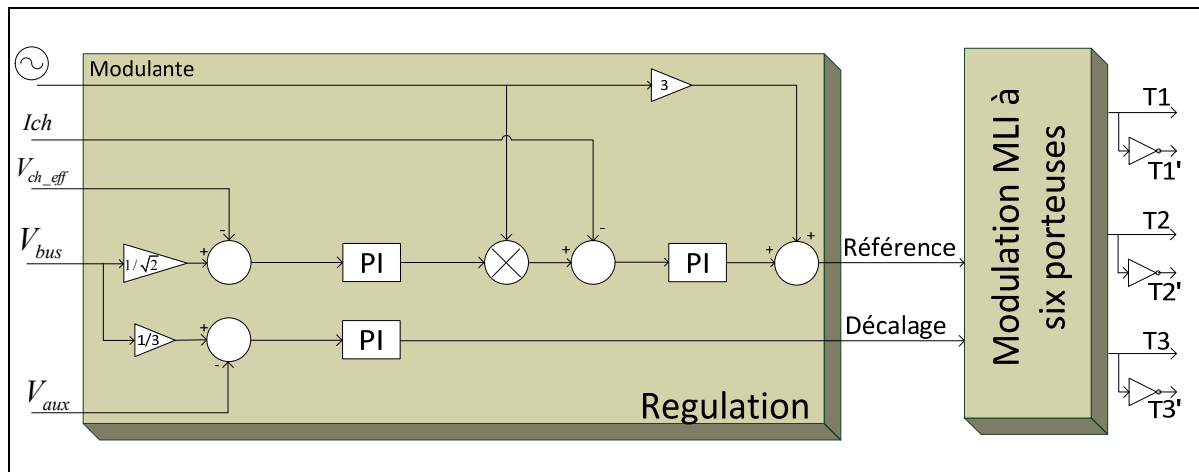 Modulante
3
Ich
V_ch_eff
-
-
+
+
V_bus
1/√2
+
PI
+
PI
+
Référence
1/3
+
PI
Décalage
-
V_aux
Regulation
Modulation MLI à
six porteuses
T1
T1'
T2
T2'
T3
T3'